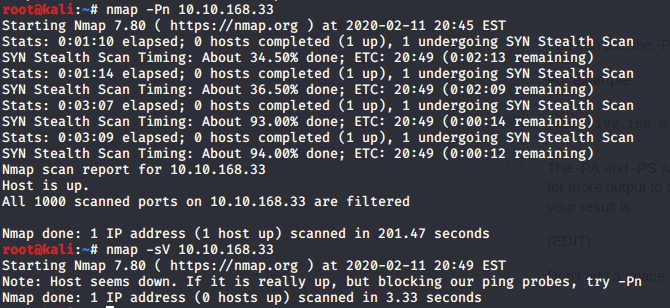 root@kali:~# nmap -Pn 10.10.168.33
Starting Nmap 7.80 ( https://nmap.org ) at 2020-02-11 20:45 EST
Stats: 0:01:10 elapsed; 0 hosts completed (1 up), 1 undergoing SYN Stealth Scan
SYN Stealth Scan Timing: About 34.50% done; ETC: 20:49 (0:02:13 remaining)
Stats: 0:01:14 elapsed; 0 hosts completed (1 up), 1 undergoing SYN Stealth Scan
SYN Stealth Scan Timing: About 36.50% done; ETC: 20:49 (0:02:09 remaining)
Stats: 0:03:07 elapsed; 0 hosts completed (1 up), 1 undergoing SYN Stealth Scan
SYN Stealth Scan Timing: About 93.00% done; ETC: 20:49 (0:00:14 remaining)
Stats: 0:03:09 elapsed; 0 hosts completed (1 up), 1 undergoing SYN Stealth Scan
SYN Stealth Scan Timing: About 94.00% done; ETC: 20:49 (0:00:12 remaining)
Nmap scan report for 10.10.168.33
Host is up.
All 1000 scanned ports on 10.10.168.33 are filtered
Nmap done: 1 IP address (1 host up) scanned in 201.47 seconds
root@kali:~# nmap -sV 10.10.168.33
Starting Nmap 7.80 ( https://nmap.org ) at 2020-02-11 20:49 EST
Note: Host seems down. If it is really up, but blocking our ping probes, try -Pn
Nmap done: 1 IP address (0 hosts up) scanned in 3.33 seconds
The -PA and -PS w
for more output to b
your result is.
(EDIT)